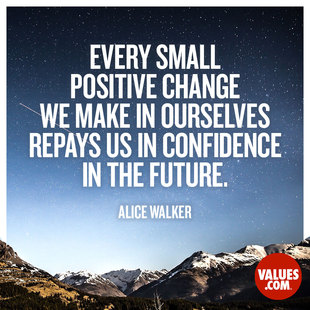 EVERY SMALL
POSITIVE CHANGE
WE MAKE IN OURSELVES
REPAYS US IN CONFIDENCE
IN THE FUTURE.
ALICE WALKER
VALUES
.COM